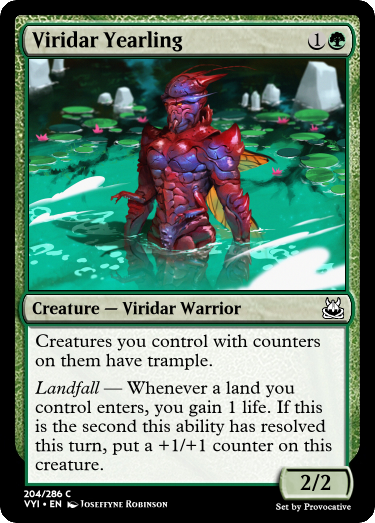 Viridar Yearling 1
Creature — Viridar Warrior
Creatures you control with counters
on them have trample.
Landfall — Whenever a land you
control enters, you gain 1 life. If this
is the second this ability has resolved
this turn, put a +1/+1 counter on this
creature.
2/2
204/286 C
VYI • EN Joseffyne Robinson
Set by Provocative